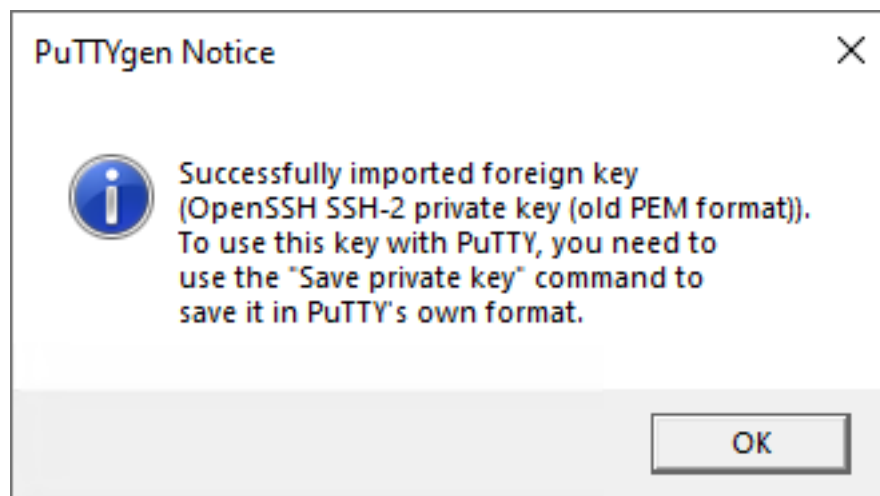 PuTTYgen Notice
Successfully imported foreign key
(OpenSSH SSH-2 private key (old PEM format)).
To use this key with PuTTY, you need to
use the "Save private key" command to
save it in PuTTY's own format.
OK